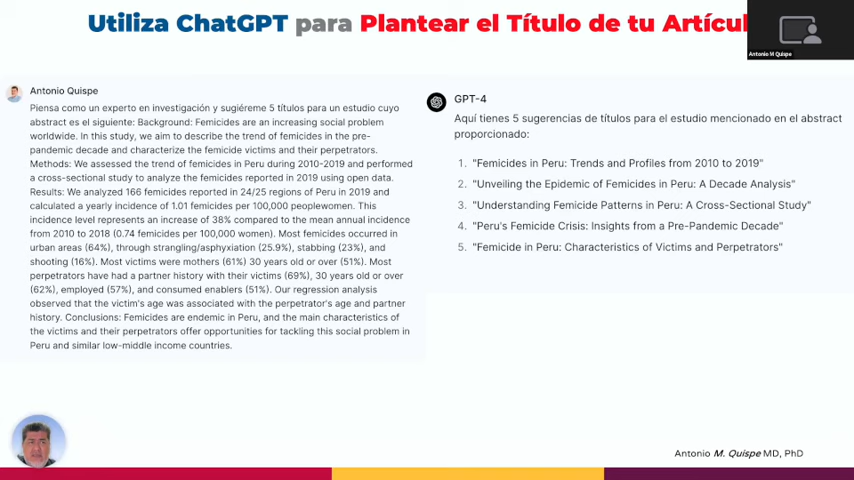 Utiliza ChatGPT para Plantear el Título de tu Artícul
Antonio M Quispe
Antonio Quispe
Piensa como un experto en investigación y sugiéreme 5 títulos para un estudio cuyo
abstract es el siguiente: Background: Femicides are an increasing social problem
worldwide. In this study, we aim to describe the trend of femicides in the pre-
pandemic decade and characterize the femicide victims and their perpetrators.
Methods: We assessed the trend of femicides in Peru during 2010-2019 and performed
a cross-sectional study to analyze the femicides reported in 2019 using open data.
Results: We analyzed 166 femicides reported in 24/25 regions of Peru in 2019 and
calculated a yearly incidence of 1.01 femicides per 100,000 peoplewomen. This
incidence level represents an increase of 38% compared to the mean annual incidence
from 2010 to 2018 (0.74 femicides per 100,000 women). Most femicides occurred in
urban areas (64%), through strangling/asphyxiation (25.9%), stabbing (23%), and
shooting (16%). Most victims were mothers (61%) 30 years old or over (51%). Most
perpetrators have had a partner history with their victims (69%), 30 years old or over
(62%), employed (57%), and consumed enablers (51%). Our regression analysis
observed that the victim's age was associated with the perpetrator's age and partner
history. Conclusions: Femicides are endemic in Peru, and the main characteristics of
the victims and their perpetrators offer opportunities for tackling this social problem in
Peru and similar low-middle income countries.
GPT-4
Aquí tienes 5 sugerencias de títulos para el estudio mencionado en el abstract
proporcionado:
1. "Femicides in Peru: Trends and Profiles from 2010 to 2019"
2. "Unveiling the Epidemic of Femicides in Peru: A Decade Analysis"
3. "Understanding Femicide Patterns in Peru: A Cross-Sectional Study"
4. "Peru's Femicide Crisis: Insights from a Pre-Pandemic Decade"
5. "Femicide in Peru: Characteristics of Victims and Perpetrators"
Antonio M. Quispe MD, PhD